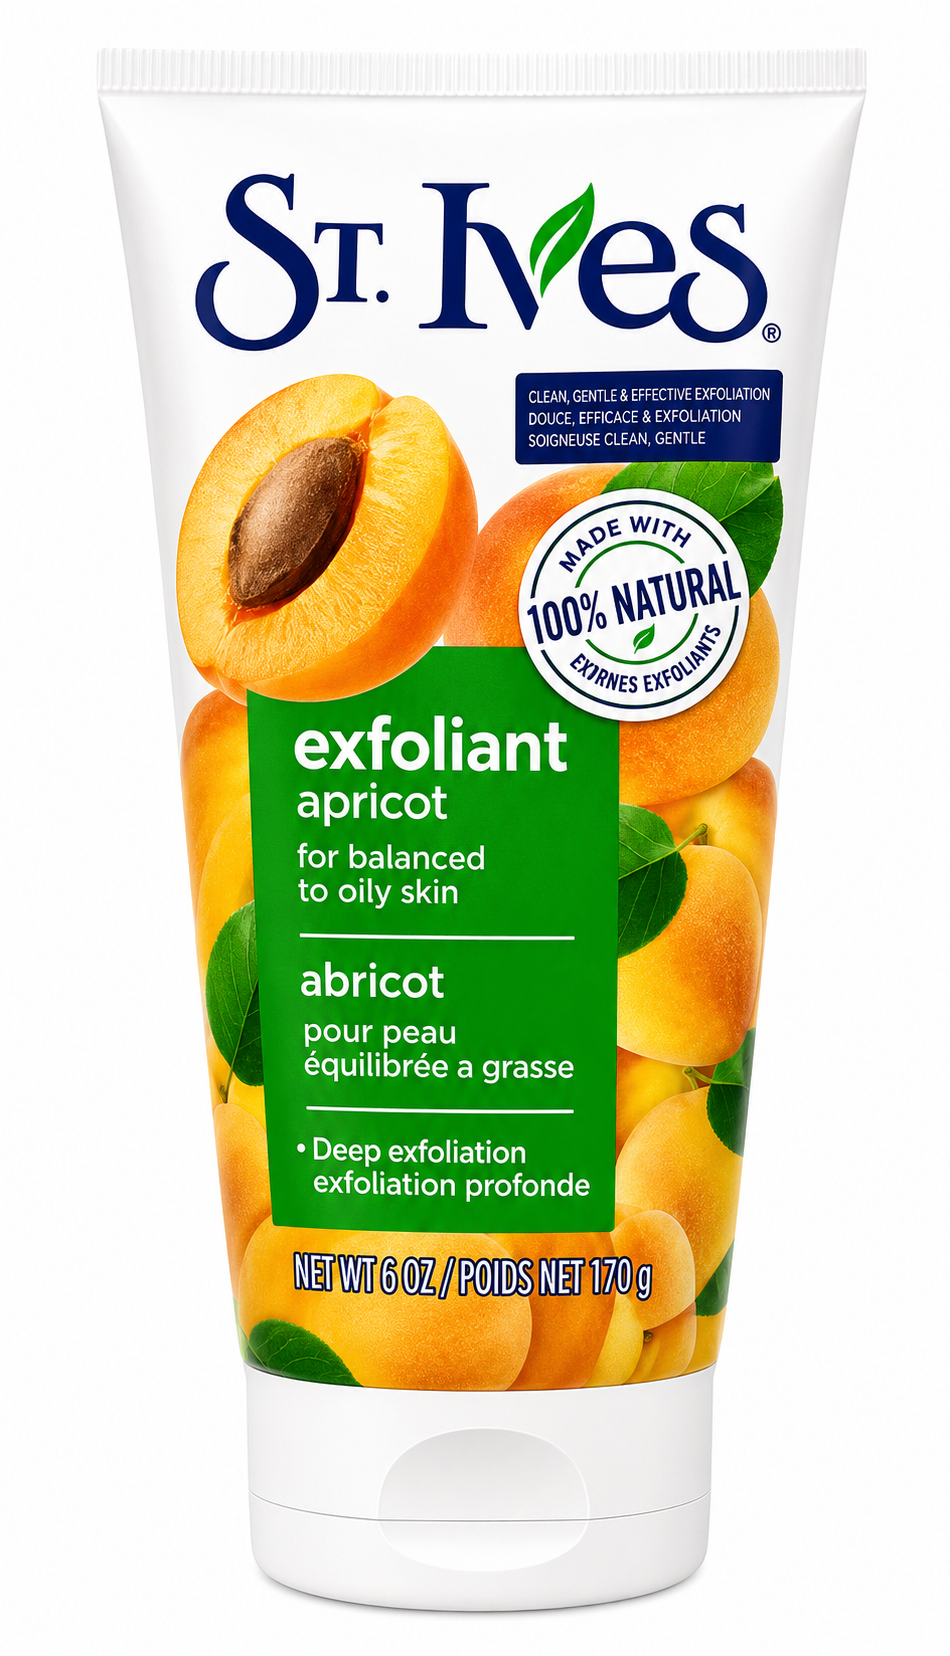 ST. Ives®
CLEAN, GENTLE & EFFECTIVE EXFOLIATION
DOUCE, EFFICACE & EXFOLIATION
SOIGNEUSE CLEAN, GENTLE
MADE WITH
100% NATURAL
EXFOLIANTS
exfoliant
apricot
for balanced
to oily skin
abricot
pour peau
équilibrée a grasse
• Deep exfoliation
exfoliation profonde
NET WT 6 OZ / POIDS NET 170 g